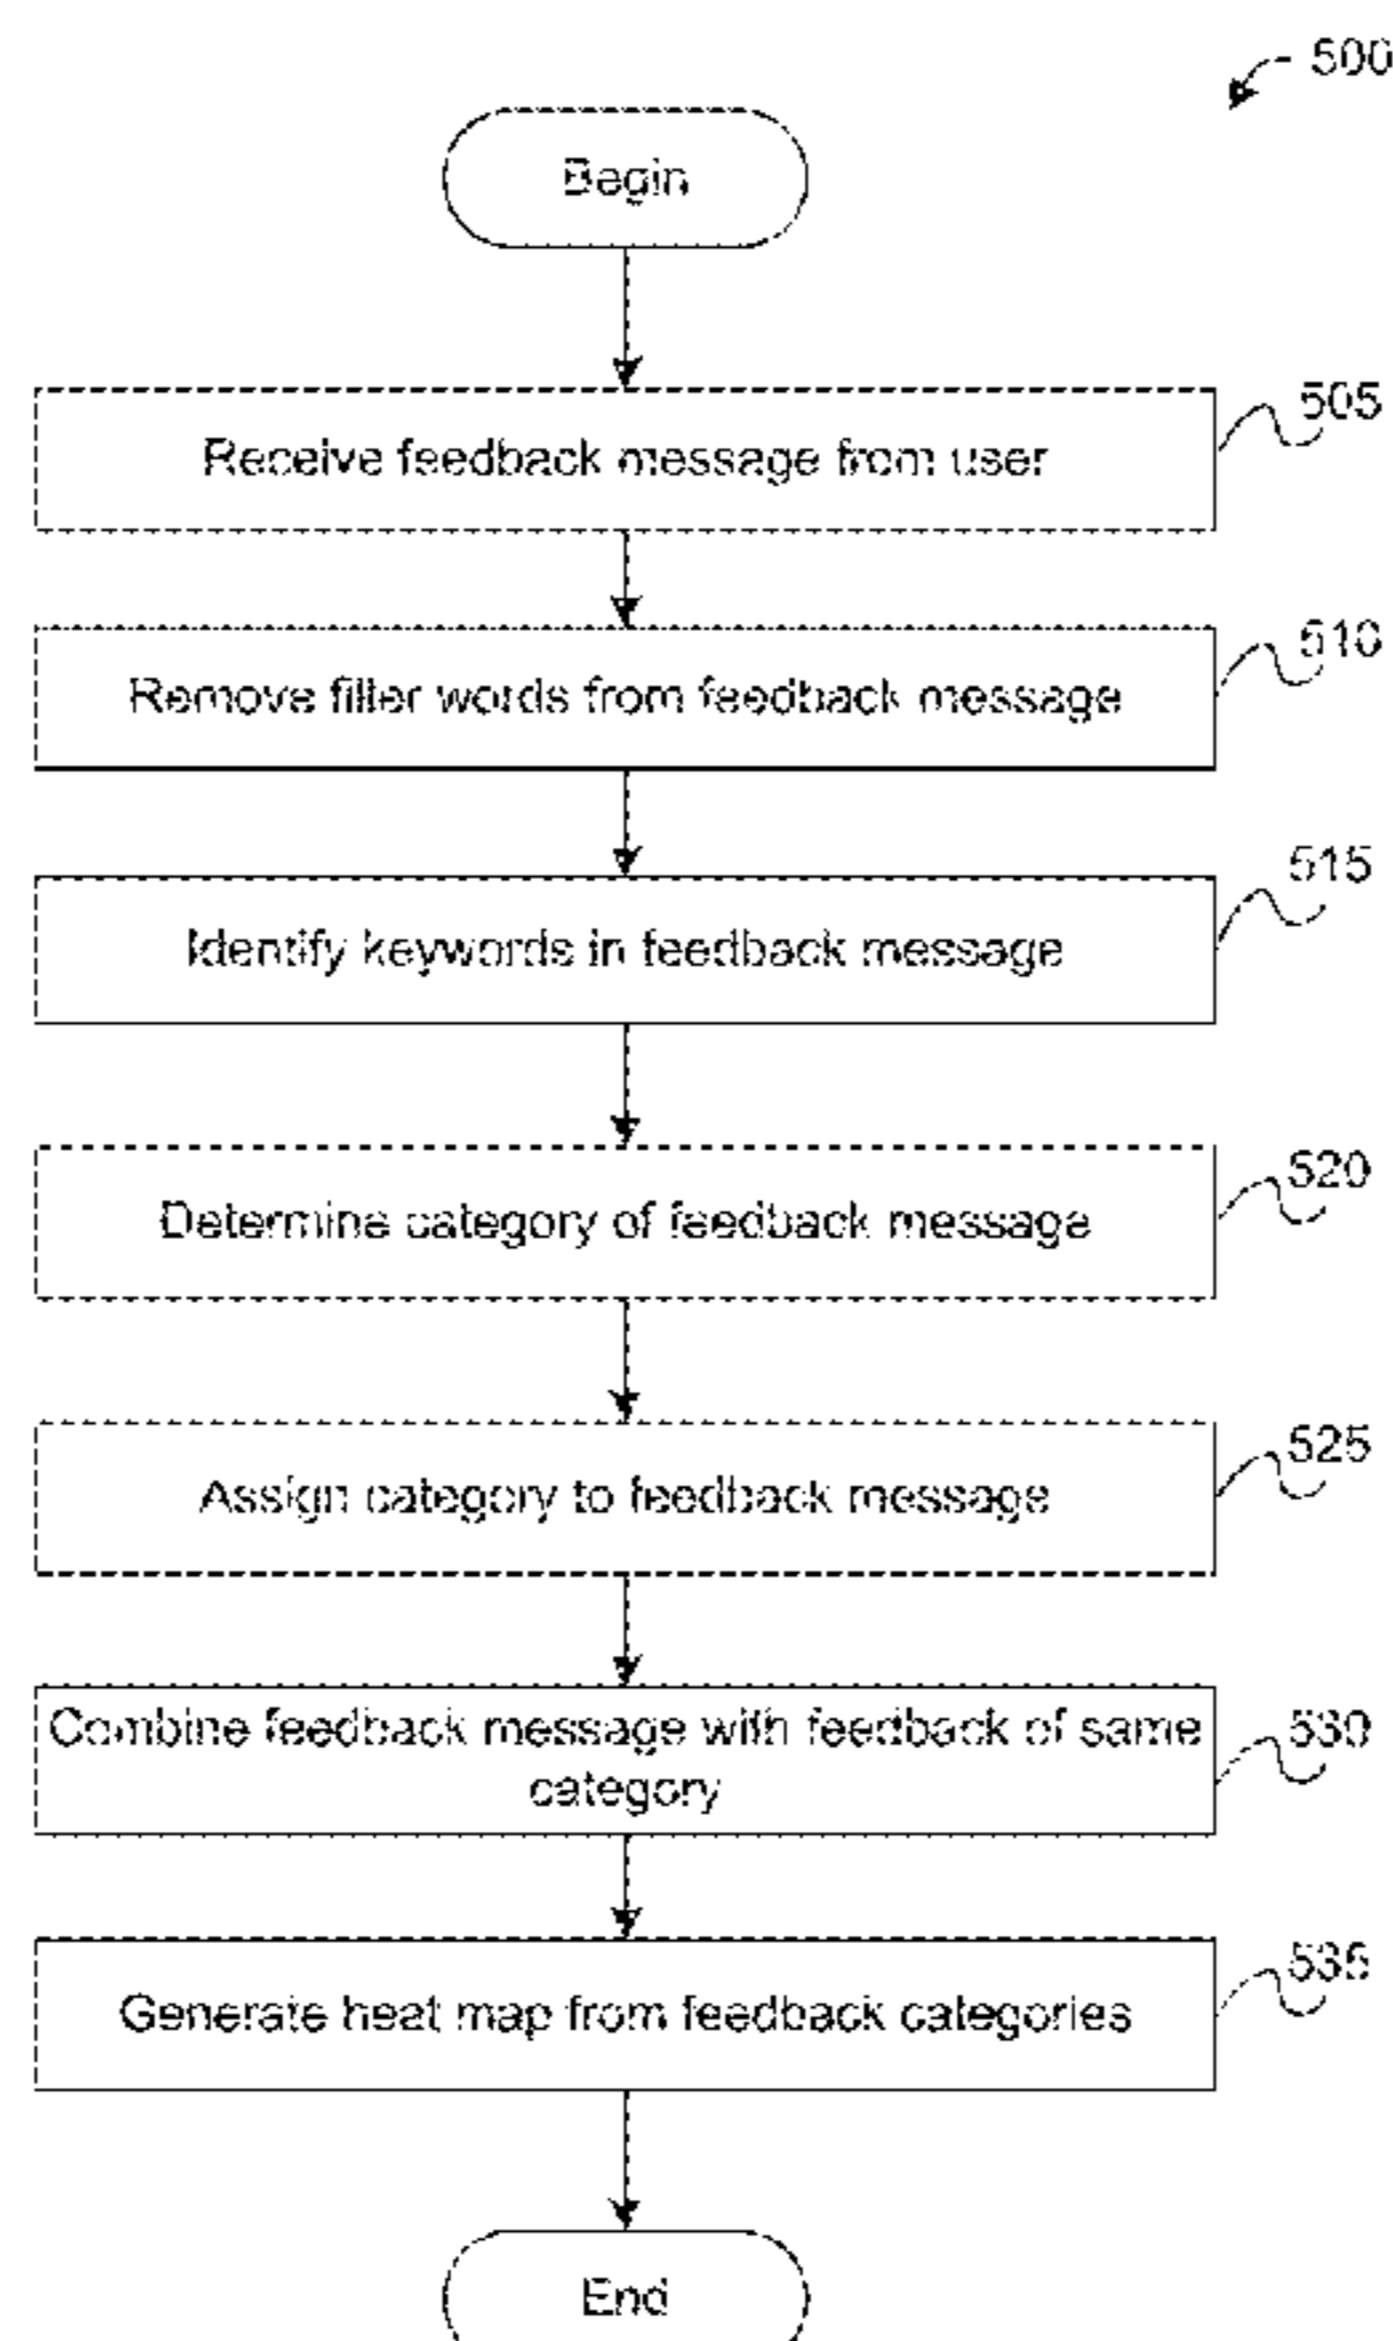 500
Begin
505
Receive feedback message from user
510
Remove filler words from feedback message
515
Identify keywords in feedback message
520
Determine category of feedback message
525
Assign category to feedback message
530
Combine feedback message with feedback of same
category
535
Generate heat map from feedback categories
End